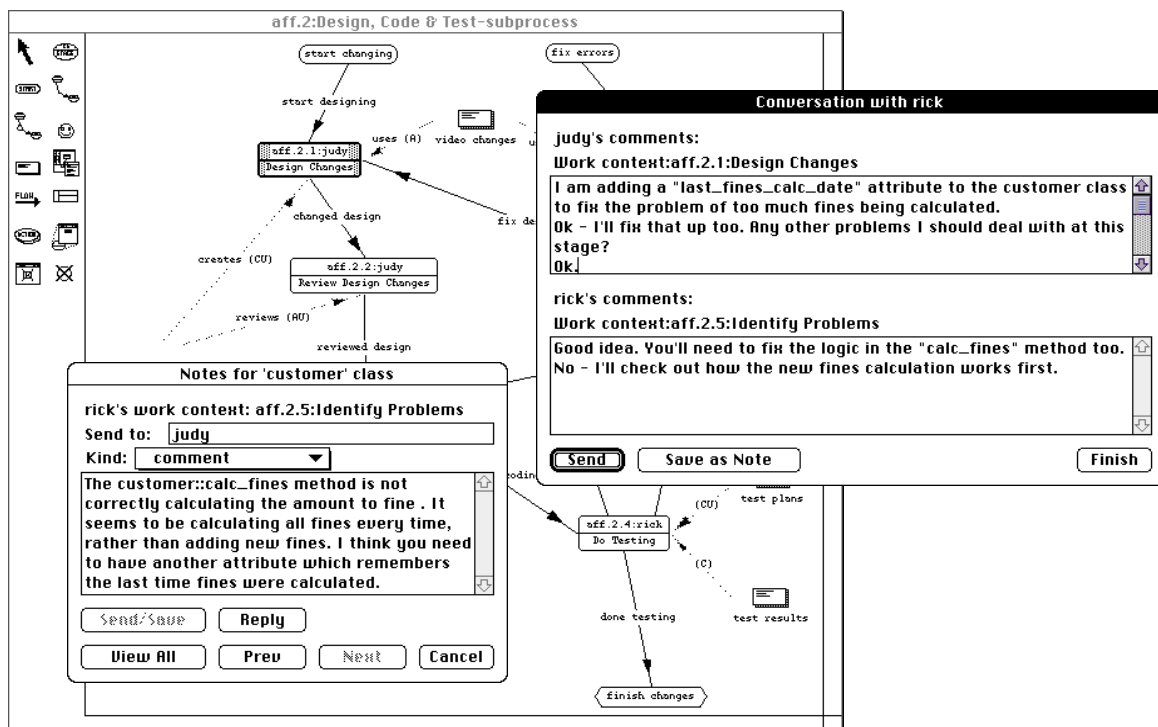 aff.2:Design, Code & Test-subprocess
start changing
fix errors
start designing
uses (A)
video changes
aff.2.1:judy
Design Changes
changed design
fix de
creates (CU)
aff.2.2:judy
Review Design Changes
reviews (AU)
reviewed design
START
FLOW
Conversation with rick
judy's comments:
Work context:aff.2.1:Design Changes
I am adding a "last_fines_calc_date" attribute to the customer class
to fix the problem of too much fines being calculated.
Ok - I'll fix that up too. Any other problems I should deal with at this
stage?
Ok.
rick's comments:
Work context:aff.2.5:Identify Problems
Good idea. You'll need to fix the logic in the "calc_fines" method too.
No - I'll check out how the new fines calculation works first.
Send
Save as Note
Finish
Notes for 'customer' class
rick's work context: aff.2.5:Identify Problems
Send to: judy
Kind: comment
The customer::calc_fines method is not
correctly calculating the amount to fine . It
seems to be calculating all fines every time,
rather than adding new fines. I think you need
to have another attribute which remembers
the last time fines were calculated.
Send/Save
Reply
View All
Prev
Next
Cancel
coding
(CU)
test plans
aff.2.4:rick
Do Testing
(C)
done testing
test results
finish changes